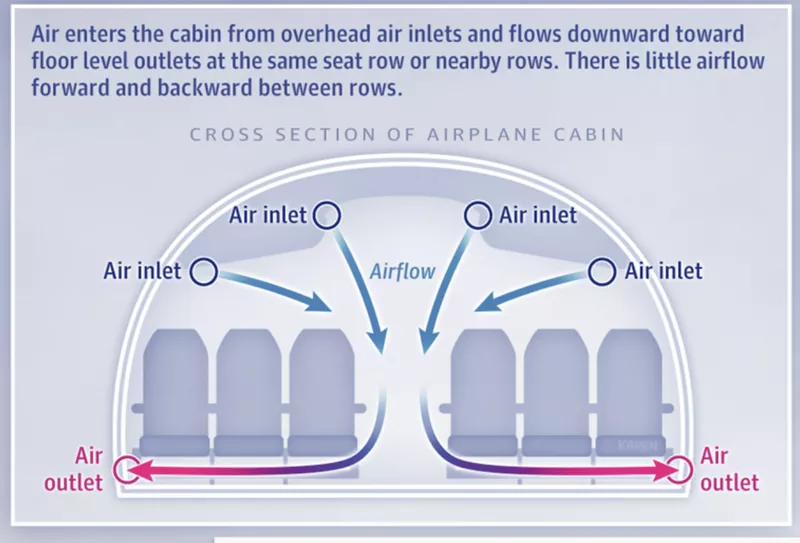 Air enters the cabin from overhead air inlets and flows downward toward
floor level outlets at the same seat row or nearby rows. There is little airflow
forward and backward between rows.
CROSS SECTION OF AIRPLANE CABIN
Air inlet
Air inlet
Air inlet
Airflow
Air inlet
Air
outlet
Air
outlet